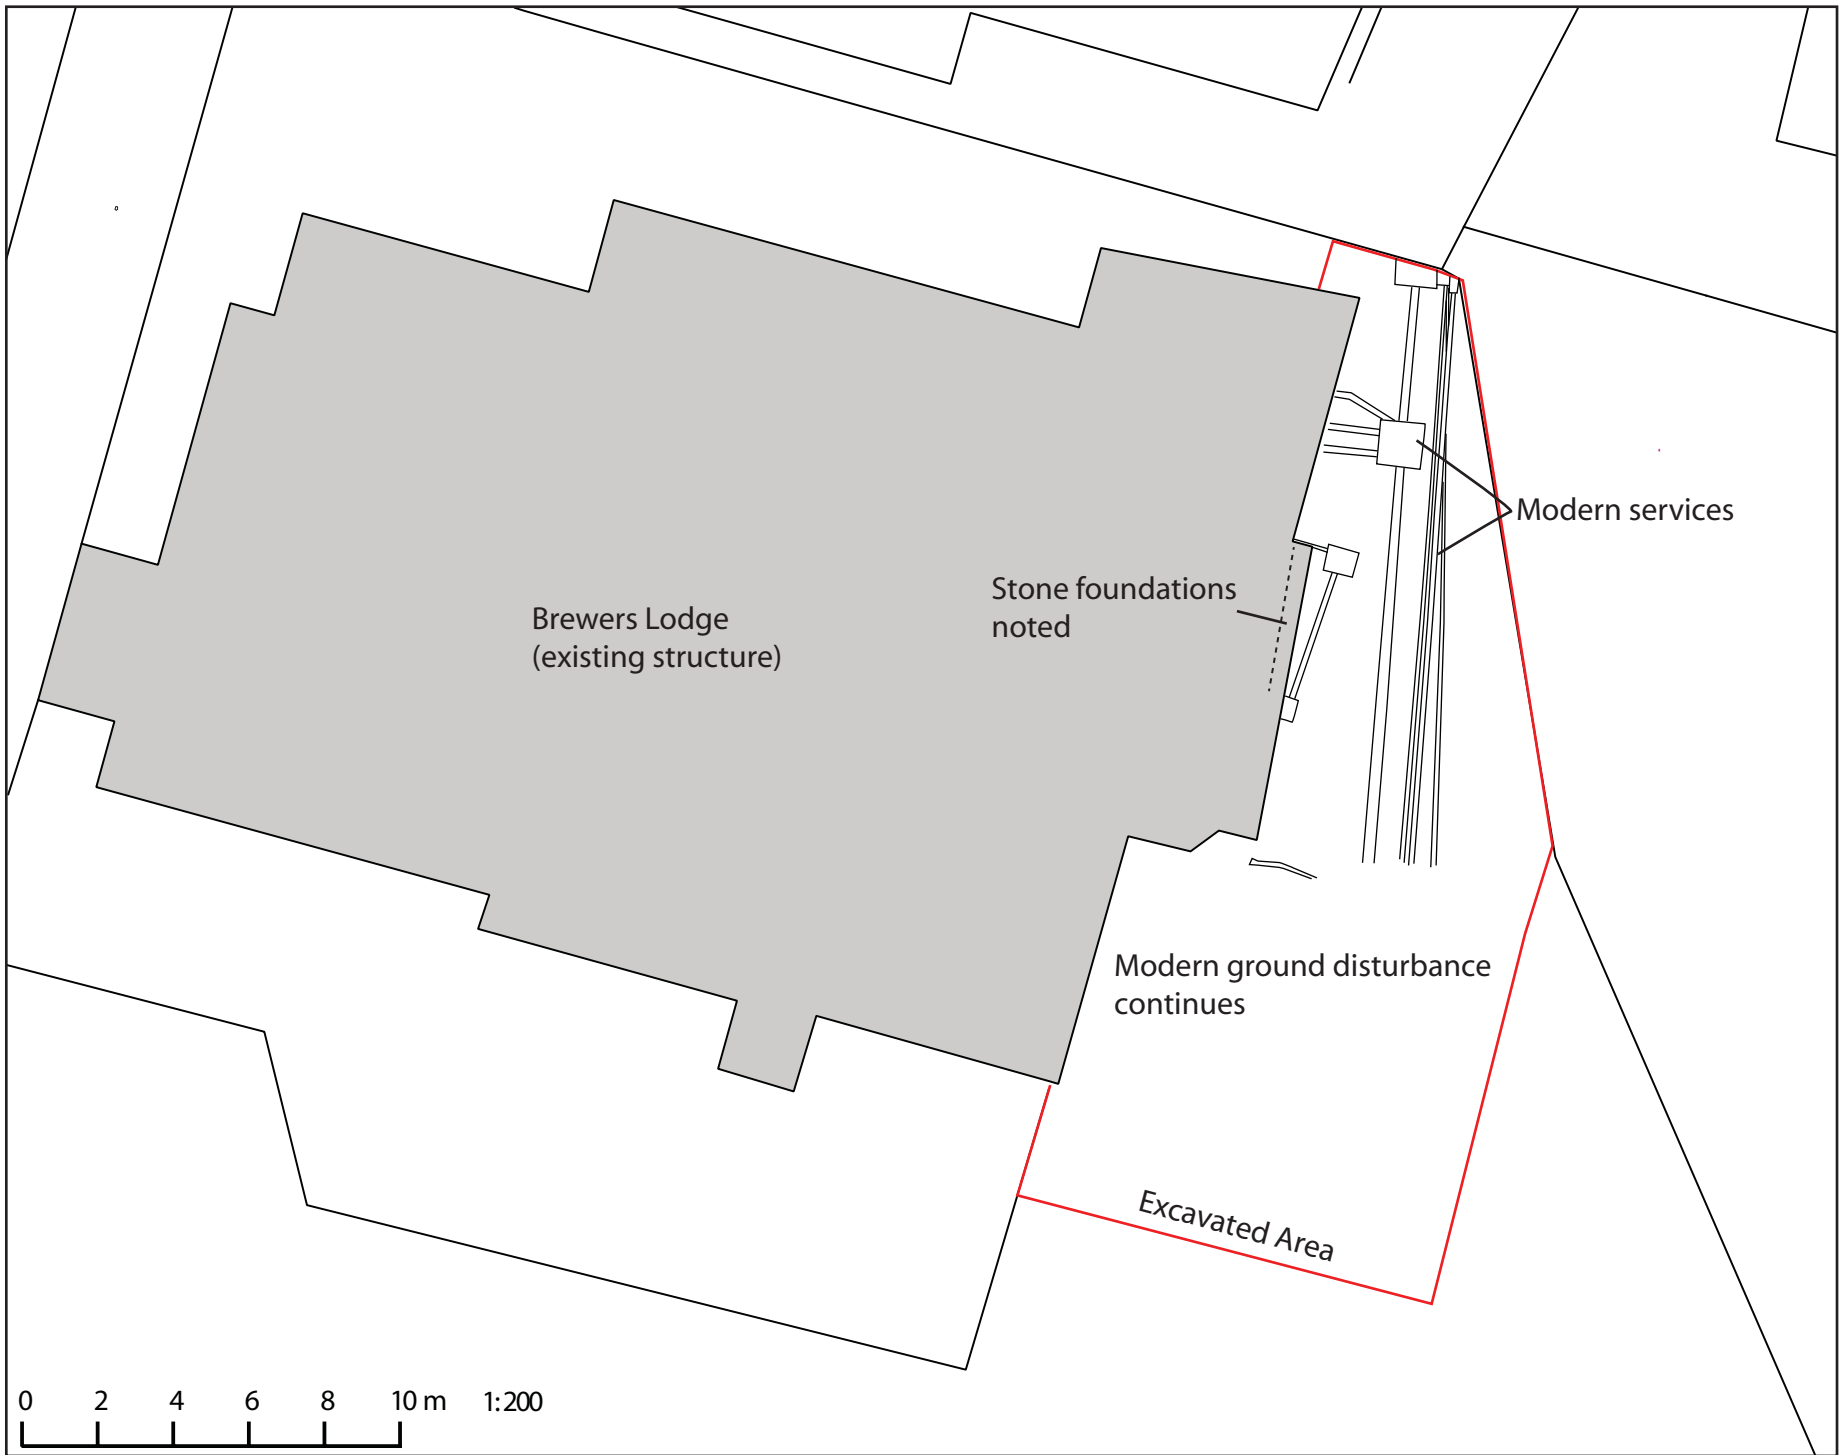 Modern services
Stone foundations
noted
Brewers Lodge
(existing structure)
Modern ground disturbance
continues
Excavated Area
0 2 4 6 8 10 m 1:200